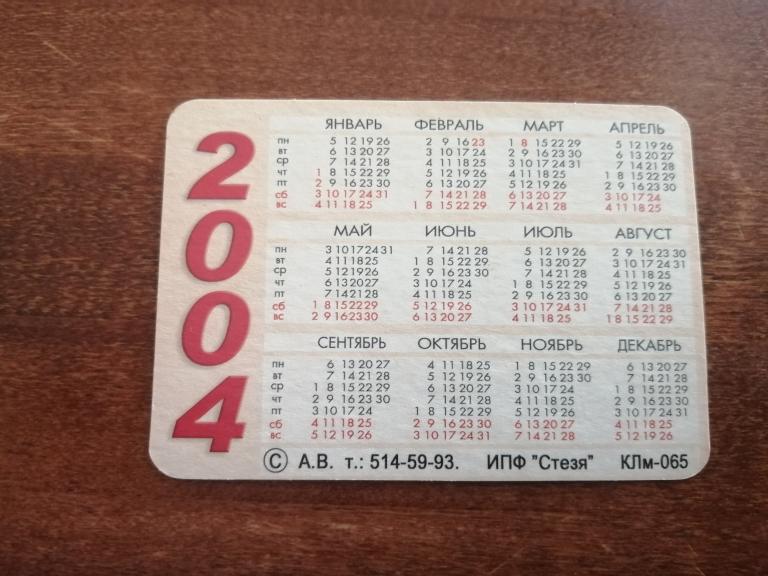 2004
ЯНВАРЬ ФЕВРАЛЬ МАРТ АПРЕЛЬ
пн 5 12 19 26 2 9 16 23 1 8 15 22 29 5 12 19 26
вт 6 13 20 27 3 10 17 24 2 9 16 23 30 6 13 20 27
ср 7 14 21 28 4 11 18 25 3 10 17 24 31 7 14 21 28
чт 1 8 15 22 29 5 12 19 26 4 11 18 25 1 8 15 22 29
пт 2 9 16 23 30 6 13 20 27 5 12 19 26 2 9 16 23 30
сб 3 10 17 24 31 7 14 21 28 6 13 20 27 3 10 17 24
вс 4 11 18 25 1 8 15 22 29 7 14 21 28 4 11 18 25
МАЙ ИЮНЬ ИЮЛЬ АВГУСТ
пн 3 10 17 24 31 7 14 21 28 5 12 19 26 2 9 16 23 30
вт 4 11 18 25 1 8 15 22 29 6 13 20 27 3 10 17 24 31
ср 5 12 19 26 2 9 16 23 30 7 14 21 28 4 11 18 25
чт 6 13 20 27 3 10 17 24 1 8 15 22 29 5 12 19 26
пт 7 14 21 28 4 11 18 25 2 9 16 23 30 6 13 20 27
сб 1 8 15 22 29 5 12 19 26 3 10 17 24 31 7 14 21 28
вс 2 9 16 23 30 6 13 20 27 4 11 18 25 1 8 15 22 29
СЕНТЯБРЬ ОКТЯБРЬ НОЯБРЬ ДЕКАБРЬ
пн 6 13 20 27 4 11 18 25 1 8 15 22 29 6 13 20 27
вт 7 14 21 28 5 12 19 26 2 9 16 23 30 7 14 21 28
ср 1 8 15 22 29 6 13 20 27 3 10 17 24 1 8 15 22 29
чт 2 9 16 23 30 7 14 21 28 4 11 18 25 2 9 16 23 30
пт 3 10 17 24 1 8 15 22 29 5 12 19 26 3 10 17 24 31
сб 4 11 18 25 2 9 16 23 30 6 13 20 27 4 11 18 25
вс 5 12 19 26 3 10 17 24 31 7 14 21 28 5 12 19 26
© А.В. т.: 514-59-93. ИПФ "Стезя" КЛм-065